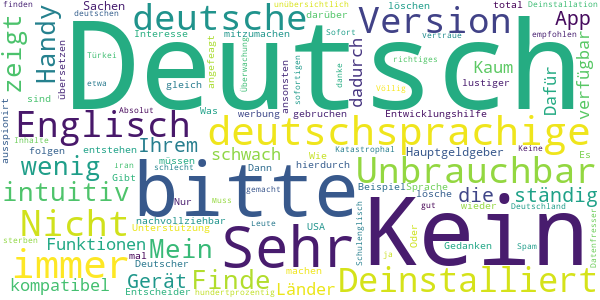 finden
Sachen
deutschen
deutsche
unübersichtlich
löschen
darüber
total
Deinstallation
App
empfohlen
zeigt
Handy
übersetzen
Türkei
Interesse
mitzumachen
Sofort
Version
vertraue
Deutsch
etwa
gleich
Überwachung
angefeagt
sofortigen
danke
dadurch
richtiges
Kaum
lustiger
Dafür
verfügbar
ausspionirt
Englisch
Absolut
sind
Was
werbung
gebruchen
ansonsten
Völlig
Entwicklungshilfe
deutschsprachige
Inhalte
folgen
entstehen
Ihrem
schwach
Wie
Katastrophal
Keine
Hauptgeldgeber
Es
wenig
iran
Gibt
schlecht
müssen
Dann
hierdurch
bitte
Unbrauchbar
intuitiv
Nur
gemacht
Muss
Beispiel
Sprache
lösche
die
ständig
Nicht
nachvollziehbar
Unterstützung
Leute
USA
Schulenglisch
gut
wieder
Deutschland
sterben
Funktionen
mal
Mein
Sehr
Kein
Gedanken
Spam
Datenfresser
immer
Deutscher
Gerät
Finde
machen
ja
Oder
Deinstalliert
kompatibel
Entscheider
hundertprozentig
Länder